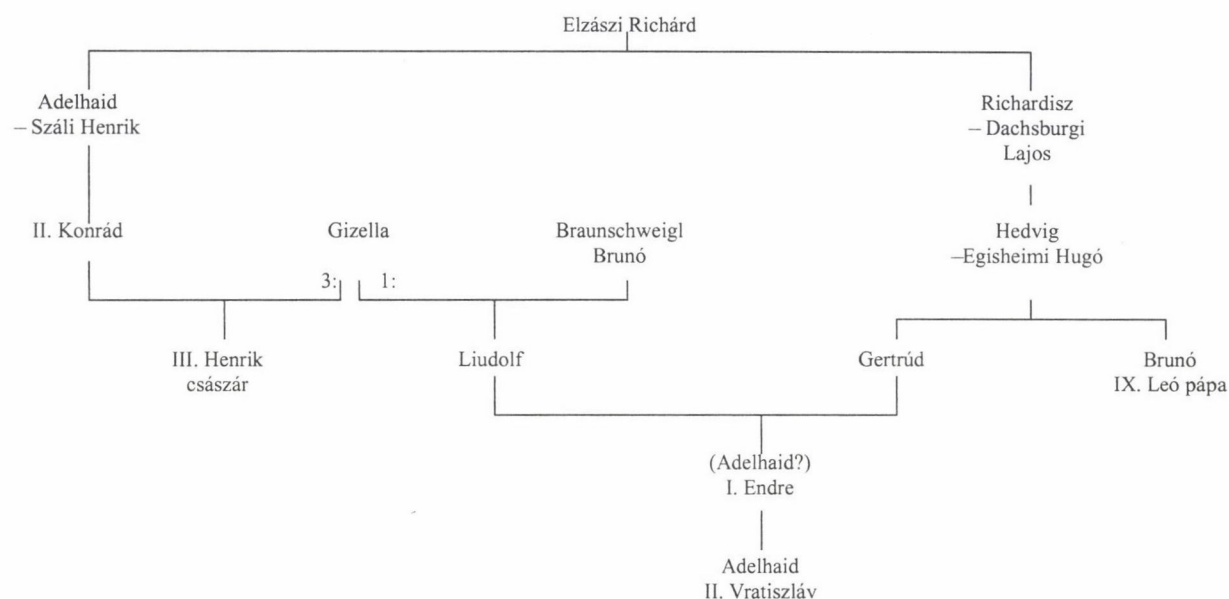 Elzászi Richárd
Adelhaid
– Száli Henrik
Richardisz
– Dachsburgi
Lajos
II. Konrád
Gizella
Braunschweigl
Brunó
Hedvig
–Egisheimi Hugó
3:
1:
III. Henrik
császár
Liudolf
Gertrúd
Brunó
IX. Leó pápa
(Adelhaid?)
I. Endre
Adelhaid
II. Vratiszláv